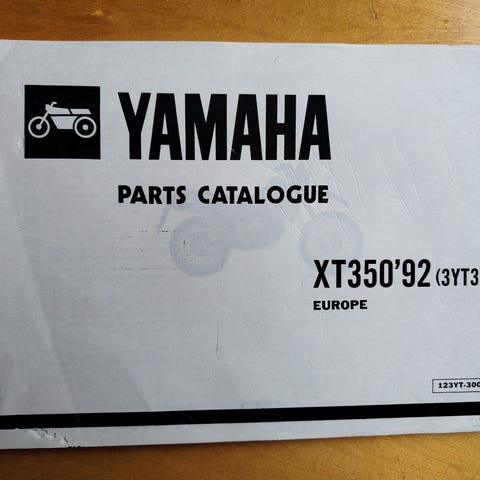 YAMAHA
PARTS CATALOGUE
XT350'92 (3YT3
EUROPE
123YT-300